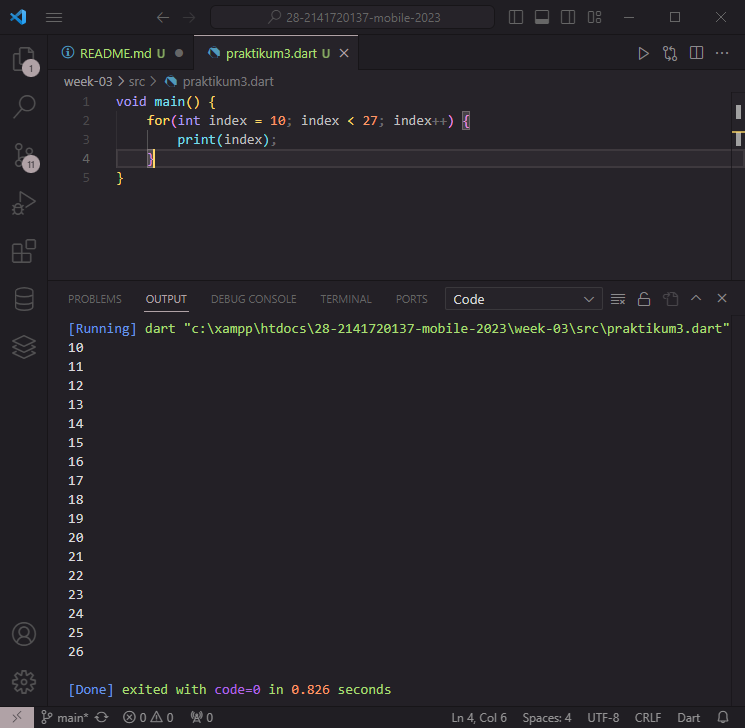 28-2141720137-mobile-2023
README.md U
praktikum3.dart U
week-03 > src > praktikum3.dart
1 void main() {
2 for(int index = 10; index < 27; index++) {
3 print(index);
4 }
5 }
1
11
PROBLEMS OUTPUT DEBUG CONSOLE TERMINAL PORTS Code
[Running] dart "c:\xampp\htdocs\28-2141720137-mobile-2023\week-03\src\praktikum3.dart"
10
11
12
13
14
15
16
17
18
19
20
21
22
23
24
25
26
[Done] exited with code=0 in 0.826 seconds
main* 0 0 0 Ln 4, Col 6 Spaces: 4 UTF-8 CRLF Dart